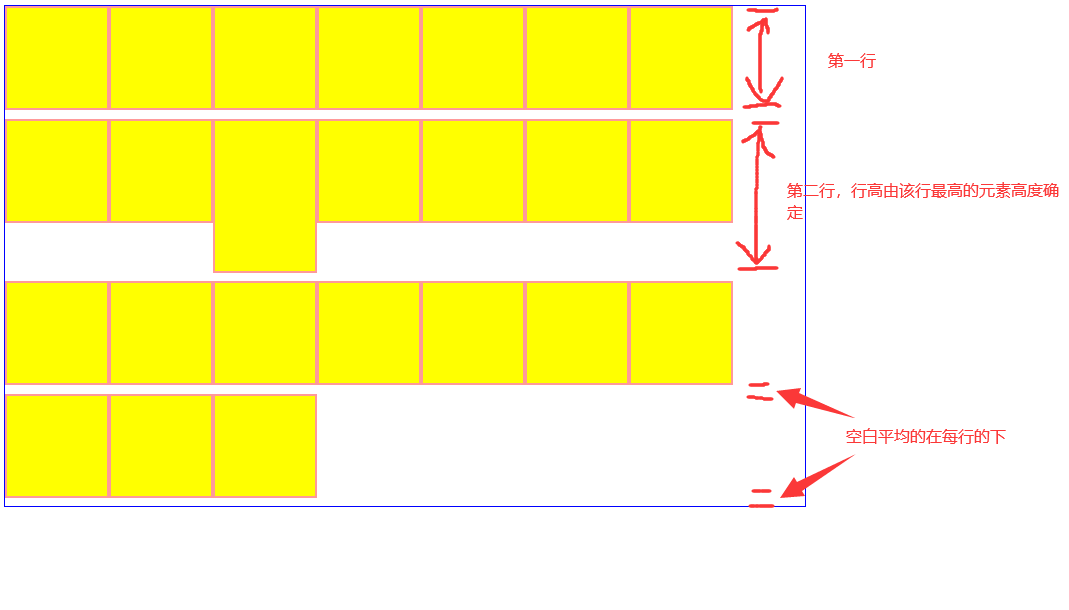 第一行
第二行，行高由该行最高的元素高度确
定
空白平均的在每行的下